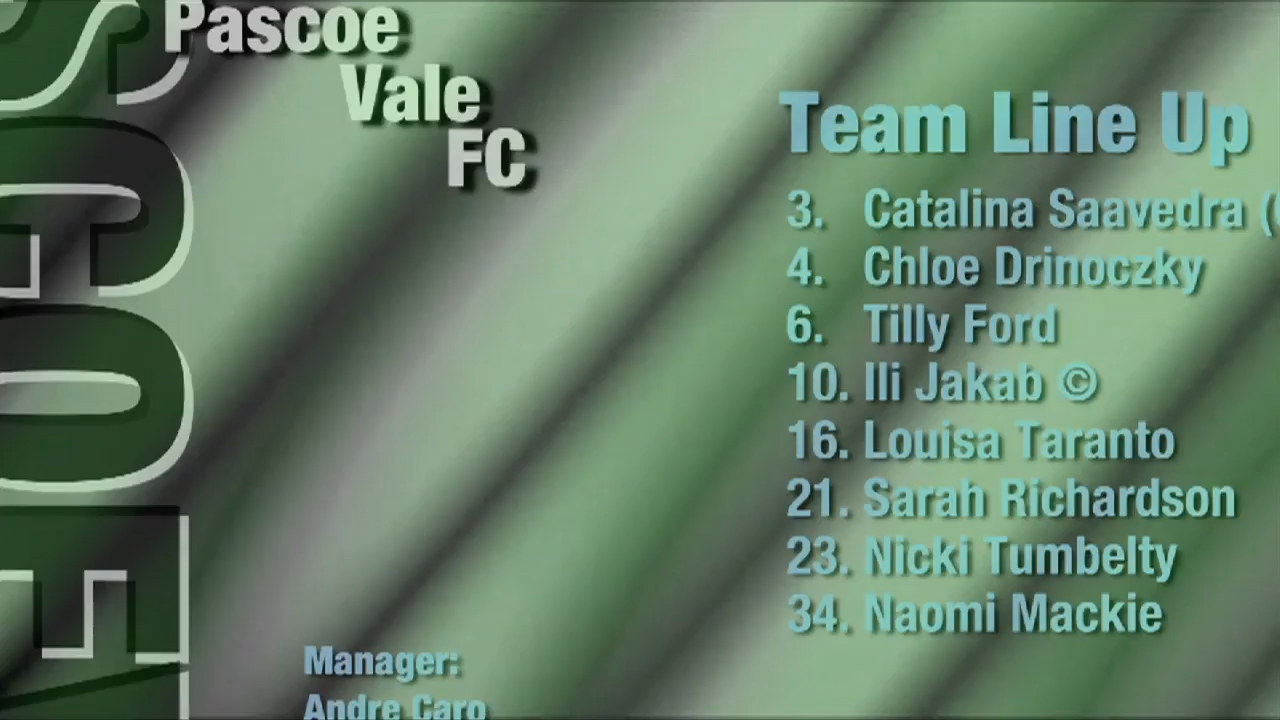 Pascoe
Vale
FC
Team Line Up
3. Catalina Saavedra (
4. Chloe Drinoczky
6. Tilly Ford
10. Ili Jakab ©
16. Louisa Taranto
21. Sarah Richardson
23. Nicki Tumbelty
34. Naomi Mackie
Manager:
Andre Caro